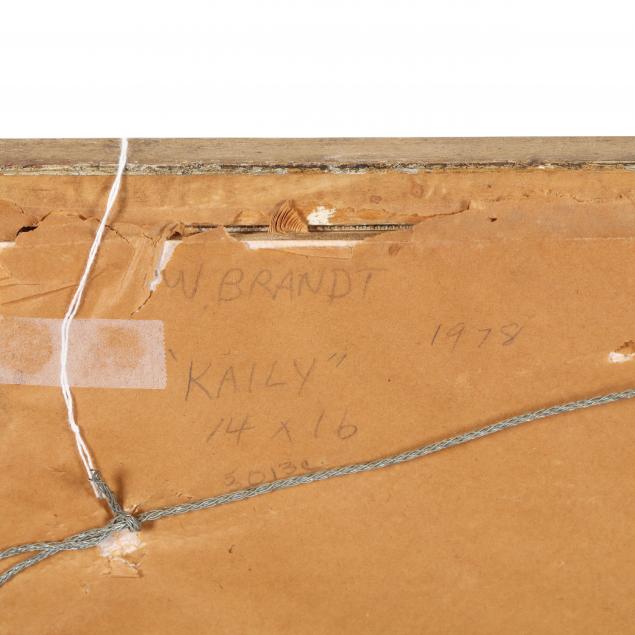 W BRANDT
1978
"KAILY"
14 x 16